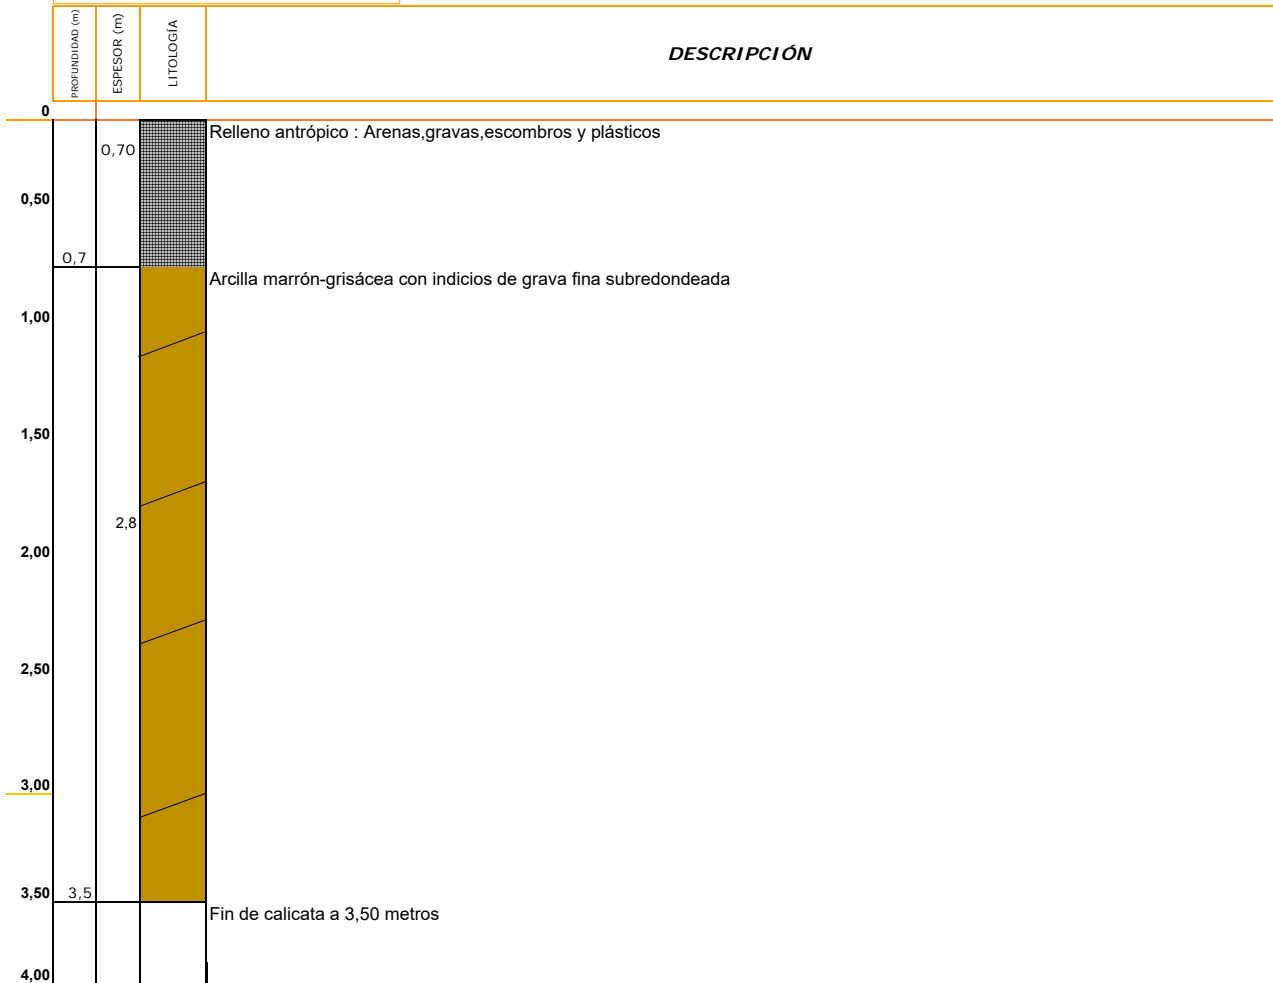 PROFUNDIDAD (m)
ESPESOR (m)
LITOLOGÍA
DESCRIPCIÓN
0
Relleno antrópico : Arenas,gravas,escombros y plásticos
0,70
0,50
0,7
Arcilla marrón-grisácea con indicios de grava fina subredondeada
1,00
1,50
2,8
2,00
2,50
3,00
3,50
3,5
Fin de calicata a 3,50 metros
4,00